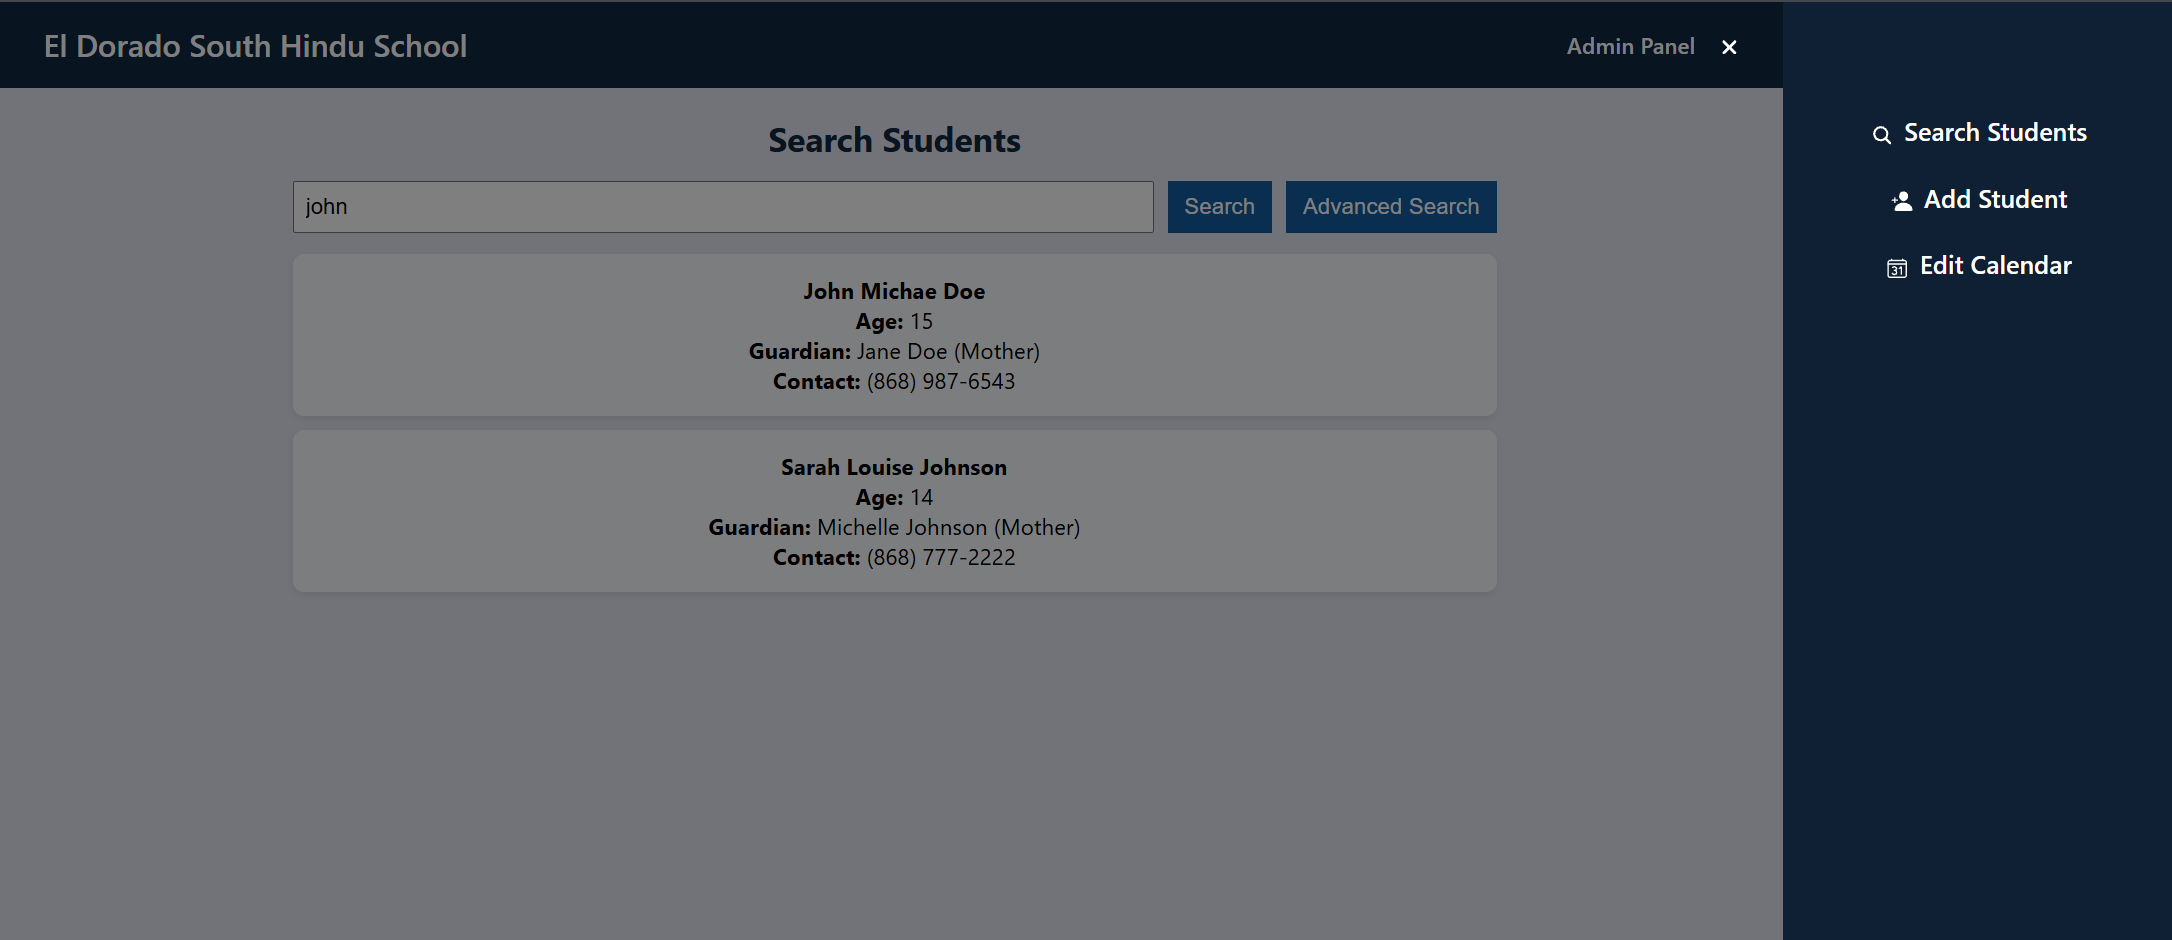 El Dorado South Hindu School
Admin Panel
Search Students
john
Search
Advanced Search
John Michae Doe
Age: 15
Guardian: Jane Doe (Mother)
Contact: (868) 987-6543
Sarah Louise Johnson
Age: 14
Guardian: Michelle Johnson (Mother)
Contact: (868) 777-2222
Search Students
Add Student
31
Edit Calendar